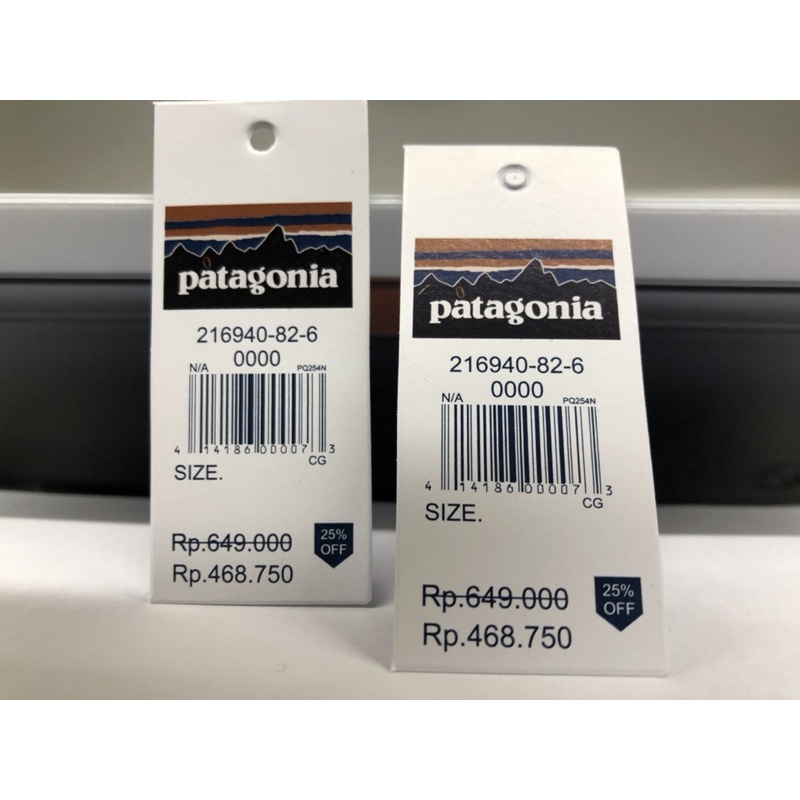 patagonia
216940-82-6
0000
N/A PQ254N
4 14186 00007 3
CG
SIZE.
Rp.649.000
25%
OFF
Rp.468.750
patagonia
216940-82-6
0000
N/A PQ254N
4 14186 00007 3
CG
SIZE.
Rp.649.000
25%
OFF
Rp.468.750